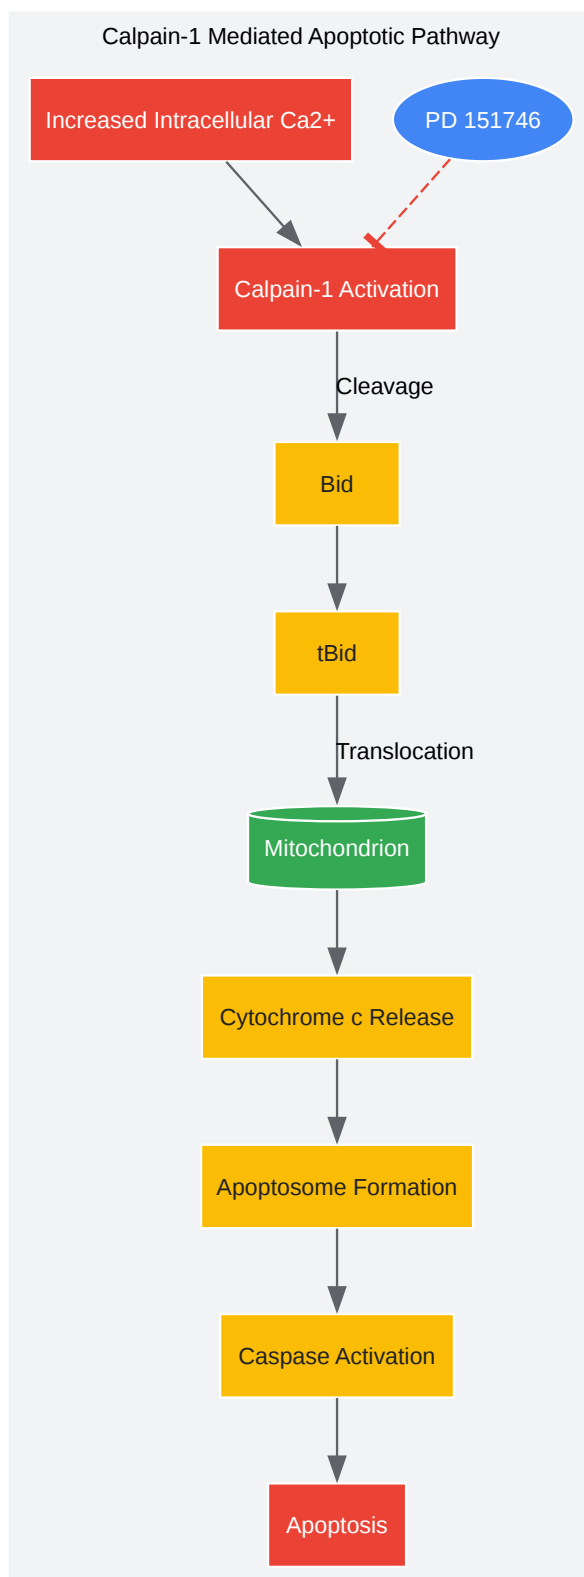 Calpain-1 Mediated Apoptotic Pathway
Increased Intracellular Ca2+
PD 151746
Calpain-1 Activation
Cleavage
Bid
tBid
Translocation
Mitochondrion
Cytochrome c Release
Apoptosome Formation
Caspase Activation
Apoptosis